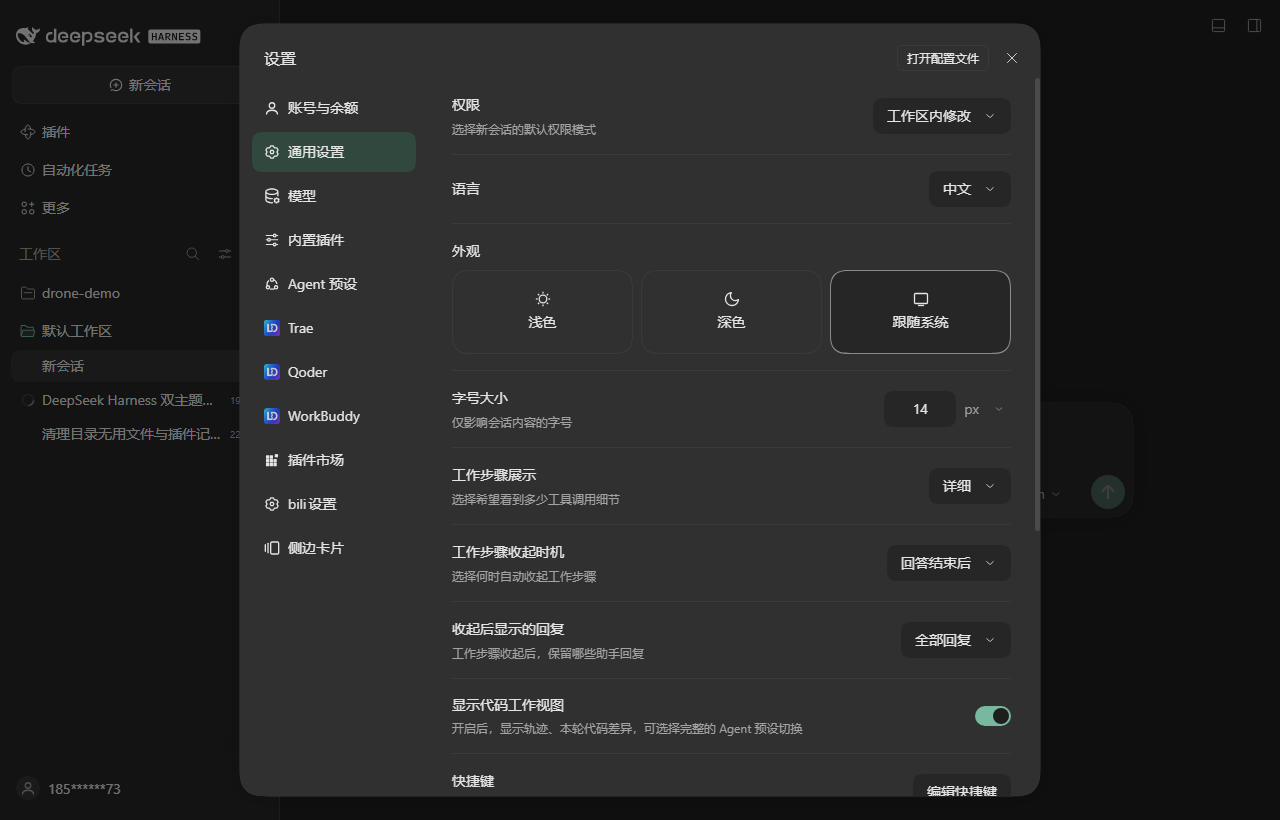 deepseek HARNESS
新会话
插件
自动化任务
更多
工作区
drone-demo
默认工作区
新会话
DeepSeek Harness 双主题... 19
清理目录无用文件与插件记... 22
185******73
设置
打开配置文件
账号与余额
通用设置
模型
内置插件
Agent 预设
LD Trae
LD Qoder
LD WorkBuddy
插件市场
bili 设置
侧边卡片
权限
选择新会话的默认权限模式
工作区内修改
语言
中文
外观
浅色
深色
跟随系统
字号大小
仅影响会话内容的字号
14 px
工作步骤展示
选择希望看到多少工具调用细节
详细
工作步骤收起时机
选择何时自动收起工作步骤
回答结束后
收起后显示的回复
工作步骤收起后，保留哪些助手回复
全部回复
显示代码工作视图
开启后，显示轨迹、本轮代码差异，可选择完整的 Agent 预设切换
快捷键
编辑快捷键